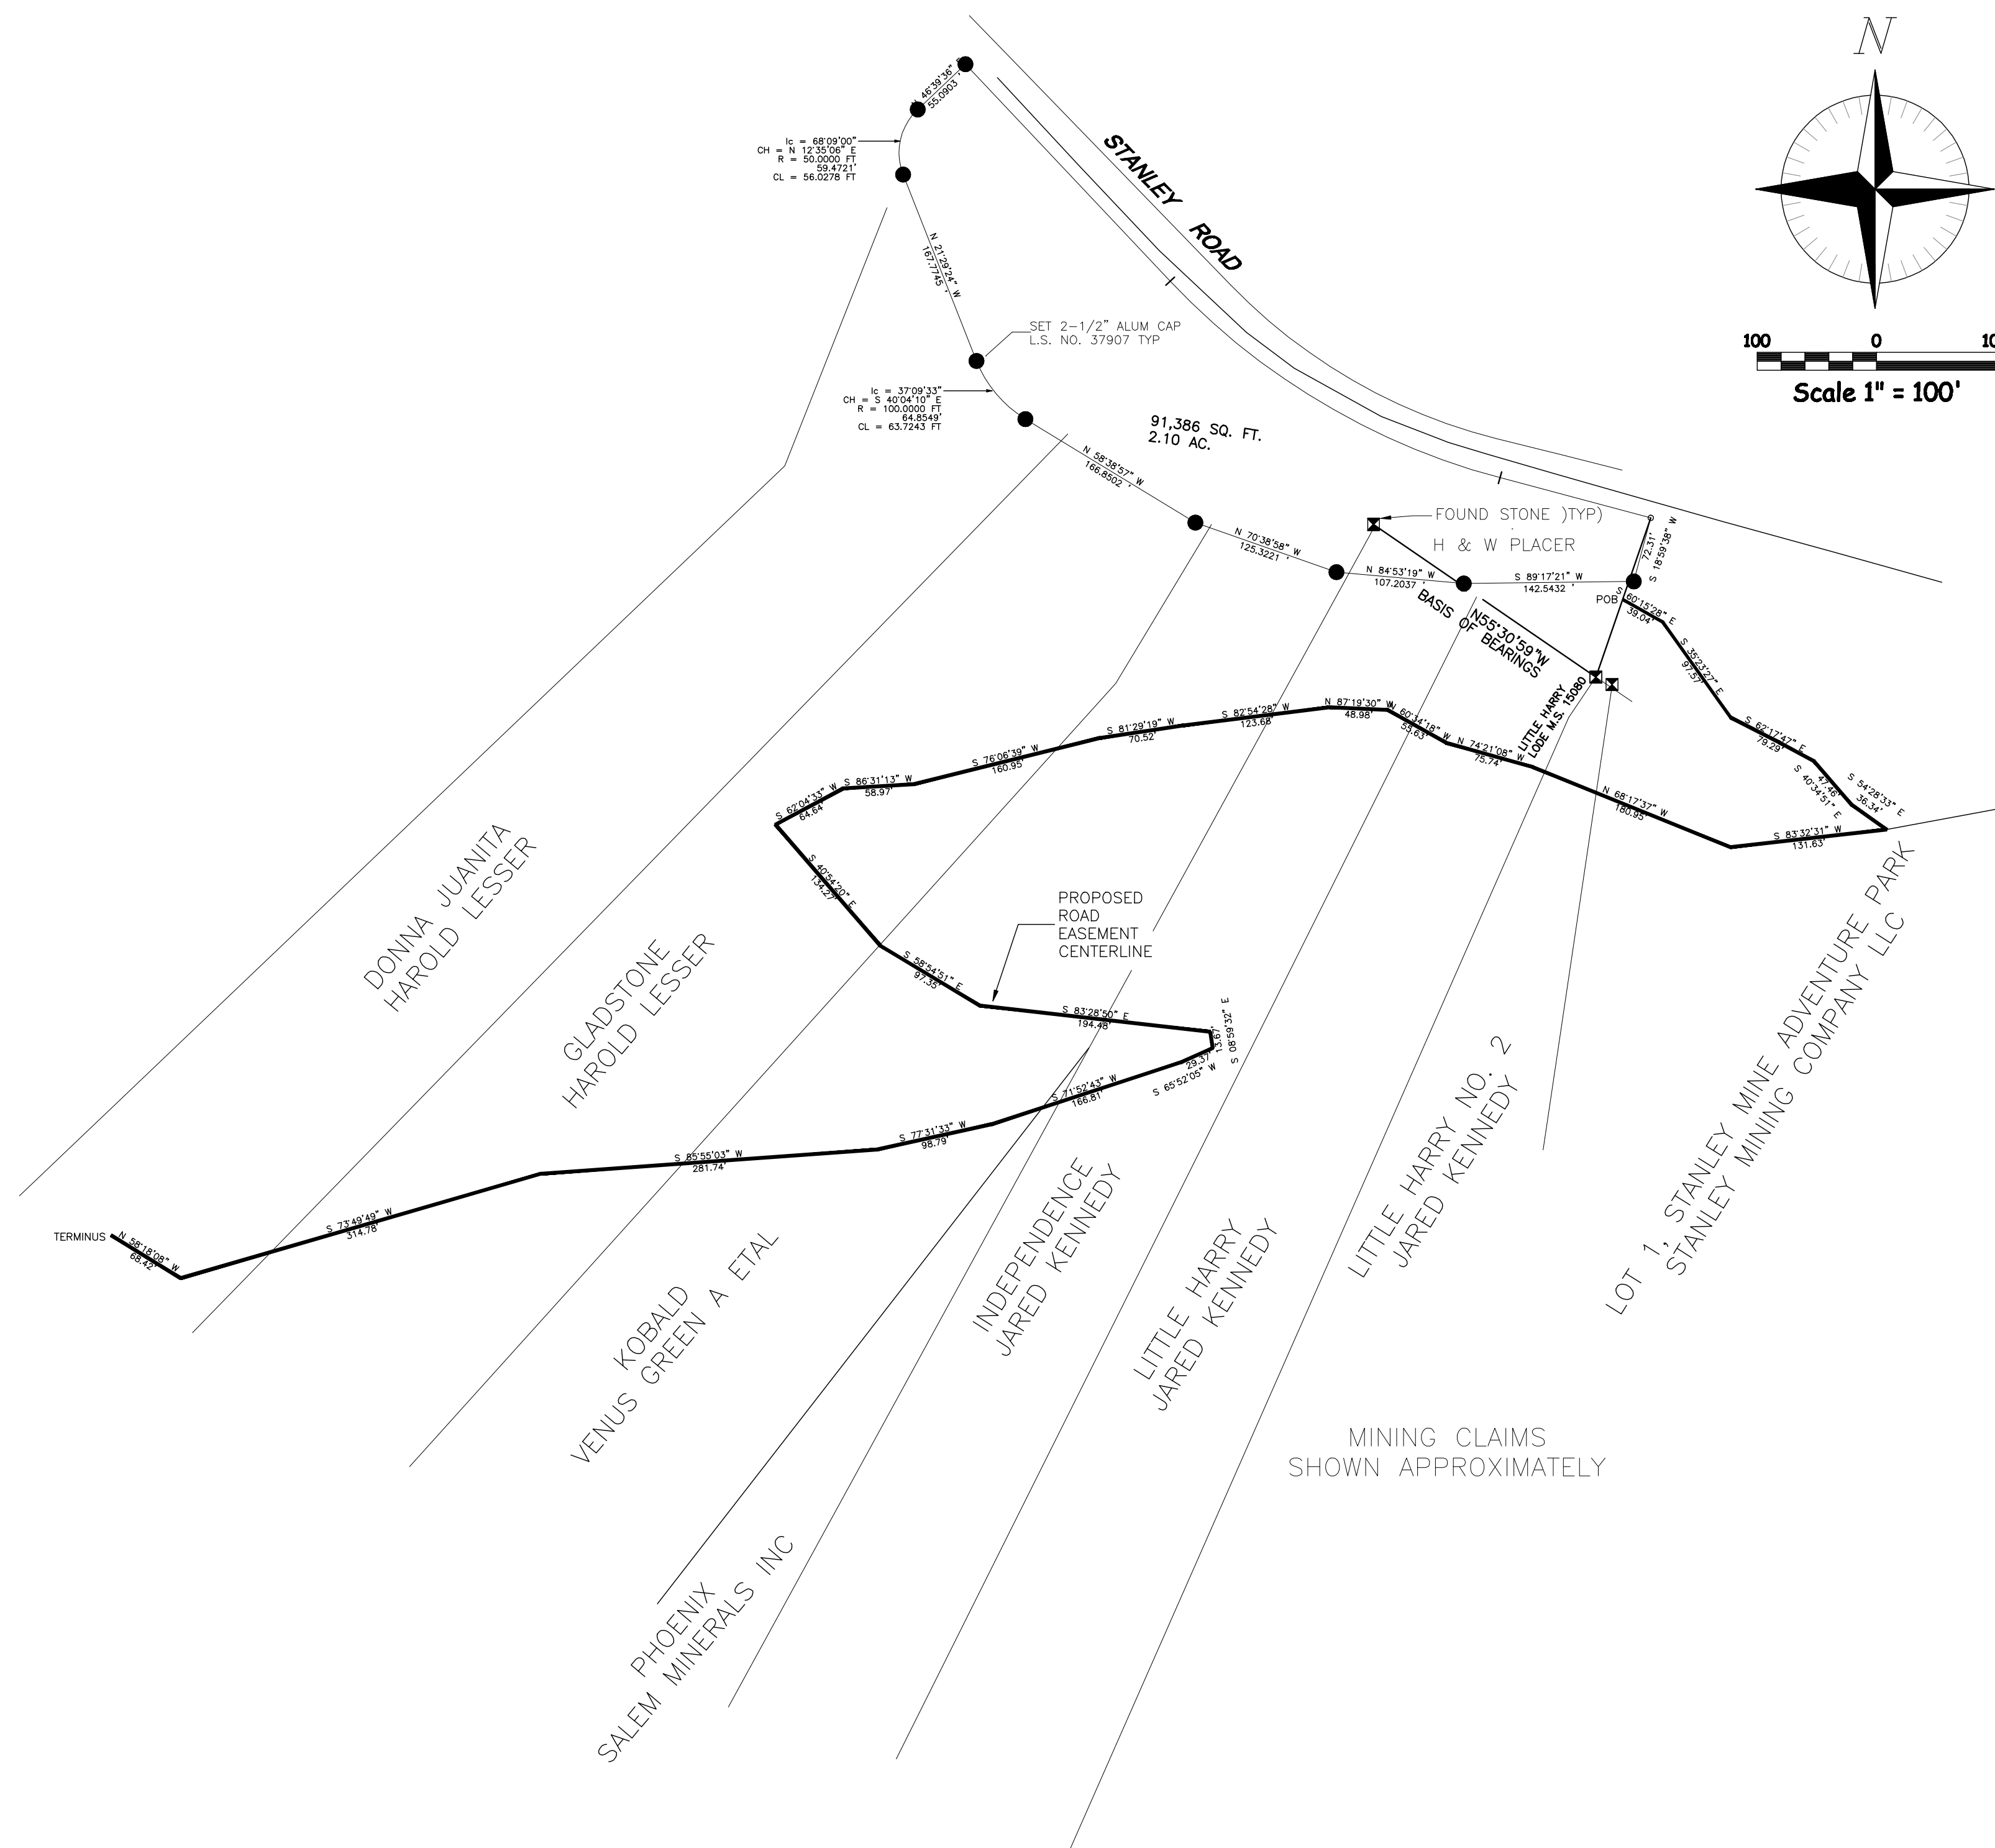 N
100 0
Scale 1" = 100'
N 46°39'36" E
55.0903 '
STANLEY ROAD
Ic = 68°09'00"
CH = N 12°35'06" E
R = 50.0000 FT
59.4721'
CL = 56.0278 FT
N 21°29'24" W
167.7745 '
SET 2-1/2" ALUM CAP
L.S. NO. 37907 TYP
Ic = 37°09'33"
CH = S 40°04'10" E
R = 100.0000 FT
64.8549'
CL = 63.7243 FT
91,386 SQ. FT.
2.10 AC.
N 58°38'57" W
166.8502 '
N 70°38'58" W
125.3221 '
FOUND STONE )TYP)
H & W PLACER
72.31'
S 18°59'38" W
N 84°53'19" W
107.2037 '
S 89°17'21" W
142.5432 '
POB
S 60°15'28" E
39.04'
N55°30'59"W
BASIS OF BEARINGS
S 35°23'27" E
97.57'
LITTLE HARRY
LODE M.S. 15080
S 62°17'47" E
79.29'
47.46'
S 40°34'51" E
S 54°28'33" E
36.34'
S 83°32'31" W
131.63'
N 68°17'37" W
180.95'
N 74°21'08" W
75.74'
N 60°34'18" W
55.63'
N 87°19'30" W
48.98'
S 82°54'28" W
123.68'
S 81°29'19" W
70.52'
S 76°06'39" W
160.95'
S 86°31'13" W
58.97'
S 62°04'33" W
64.64'
S 40°54'20" E
134.27'
S 58°54'51" E
97.35'
PROPOSED
ROAD
EASEMENT
CENTERLINE
S 83°28'50" E
194.48'
13.67'
S 08°59'32" E
29.37'
S 65°52'05" W
S 71°52'43" W
166.81'
S 77°31'33" W
98.79'
S 85°55'03" W
281.74'
S 73°49'49" W
314.78'
TERMINUS
N 58°18'08" W
68.42'
DONNA JUANITA
HAROLD LESSER
GLADSTONE
HAROLD LESSER
KOBALD
VENUS GREEN A ETAL
PHOENIX
SALEM MINERALS INC
INDEPENDENCE
JARED KENNEDY
LITTLE HARRY
JARED KENNEDY
LITTLE HARRY NO. 2
JARED KENNEDY
LOT 1, STANLEY MINE ADVENTURE PARK
STANLEY MINING COMPANY LLC
MINING CLAIMS
SHOWN APPROXIMATELY